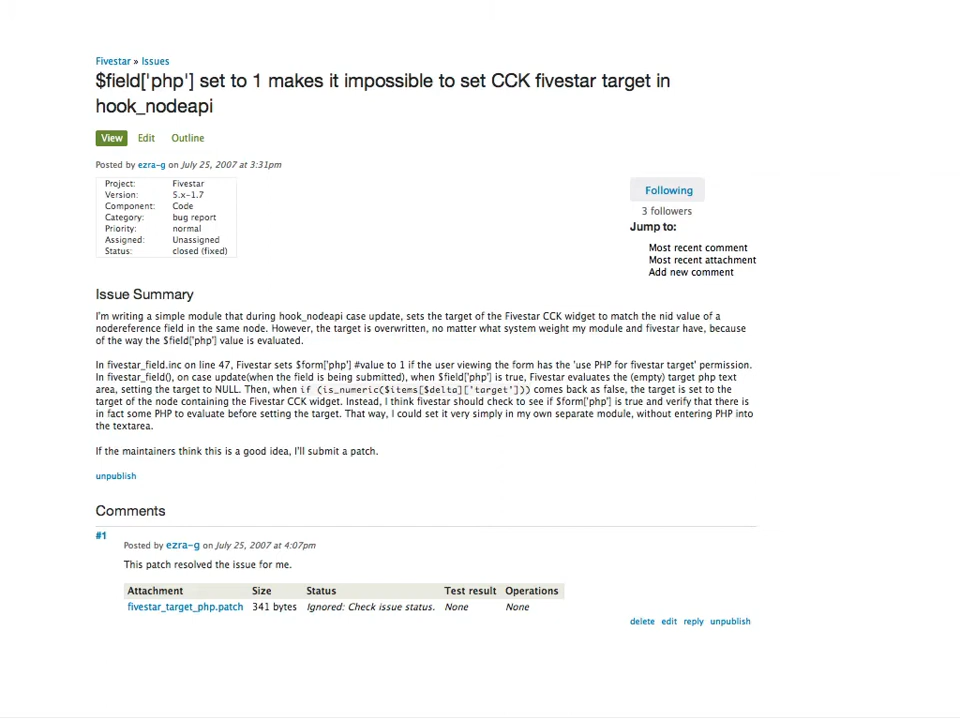 Fivestar » Issues
$field['php'] set to 1 makes it impossible to set CCK fivestar target in
hook_nodeapi
View Edit Outline
Posted by ezra-g on July 25, 2007 at 3:31pm
Project: Fivestar
Version: 5.x-1.7
Component: Code
Category: bug report
Priority: normal
Assigned: Unassigned
Status: closed (fixed)
Following
3 followers
Jump to:
Most recent comment
Most recent attachment
Add new comment
Issue Summary
I'm writing a simple module that during hook_nodeapi case update, sets the target of the Fivestar CCK widget to match the nid value of a
nodereference field in the same node. However, the target is overwritten, no matter what system weight my module and fivestar have, because
of the way the $field['php'] value is evaluated.
In fivestar_field.inc on line 47, Fivestar sets $form['php'] #value to 1 if the user viewing the form has the 'use PHP for fivestar target' permission.
In fivestar_field(), on case update(when the field is being submitted), when $field['php'] is true, Fivestar evaluates the (empty) target php text
area, setting the target to NULL. Then, when if (is_numeric($items[$delta]['target'])) comes back as false, the target is set to the
target of the node containing the Fivestar CCK widget. Instead, I think fivestar should check to see if $form['php'] is true and verify that there is
in fact some PHP to evaluate before setting the target. That way, I could set it very simply in my own separate module, without entering PHP into
the textarea.
If the maintainers think this is a good idea, I'll submit a patch.
unpublish
Comments
#1
Posted by ezra-g on July 25, 2007 at 4:07pm
This patch resolved the issue for me.
Attachment Size Status Test result Operations
fivestar_target_php.patch 341 bytes Ignored: Check issue status. None None
delete edit reply unpublish